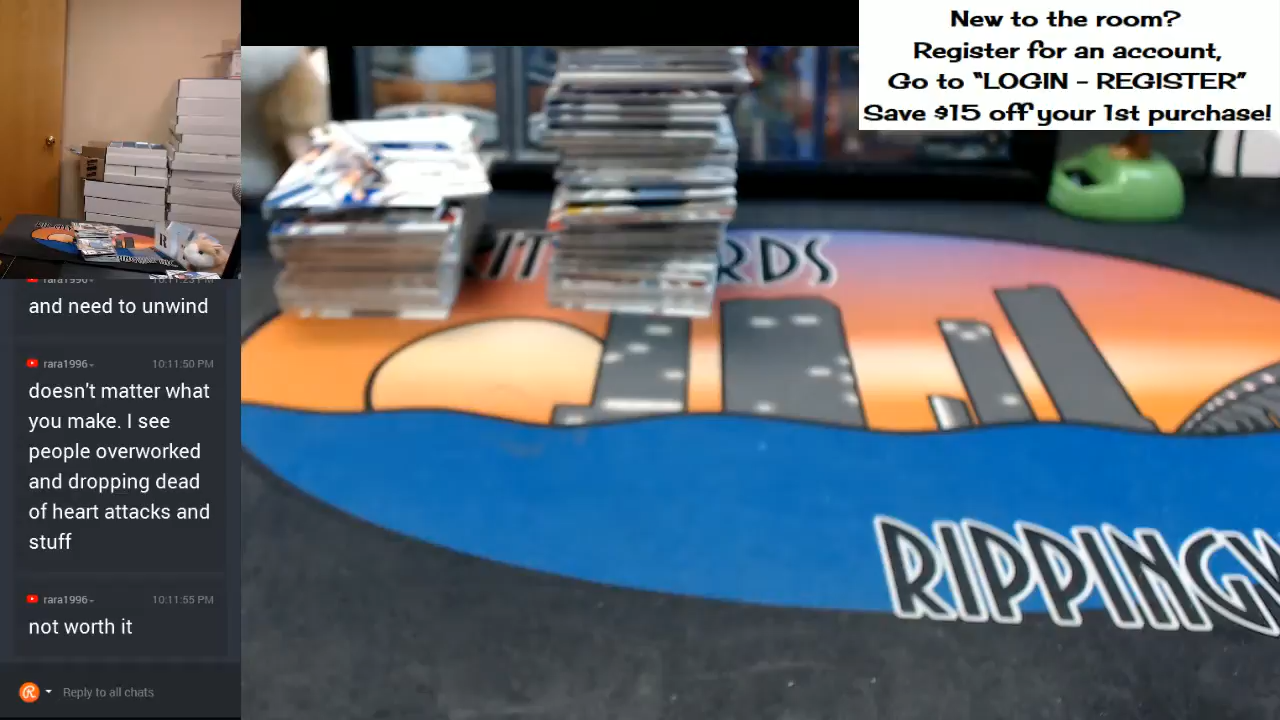 New to the room?
Register for an account,
Go to "LOGIN - REGISTER"
Save $15 off your 1st purchase!
and need to unwind
rara1996
10:11:50 PM
doesn't matter what
you make. I see
people overworked
and dropping dead
of heart attacks and
stuff
rara1996
10:11:55 PM
not worth it
Reply to all chats
RIPPING